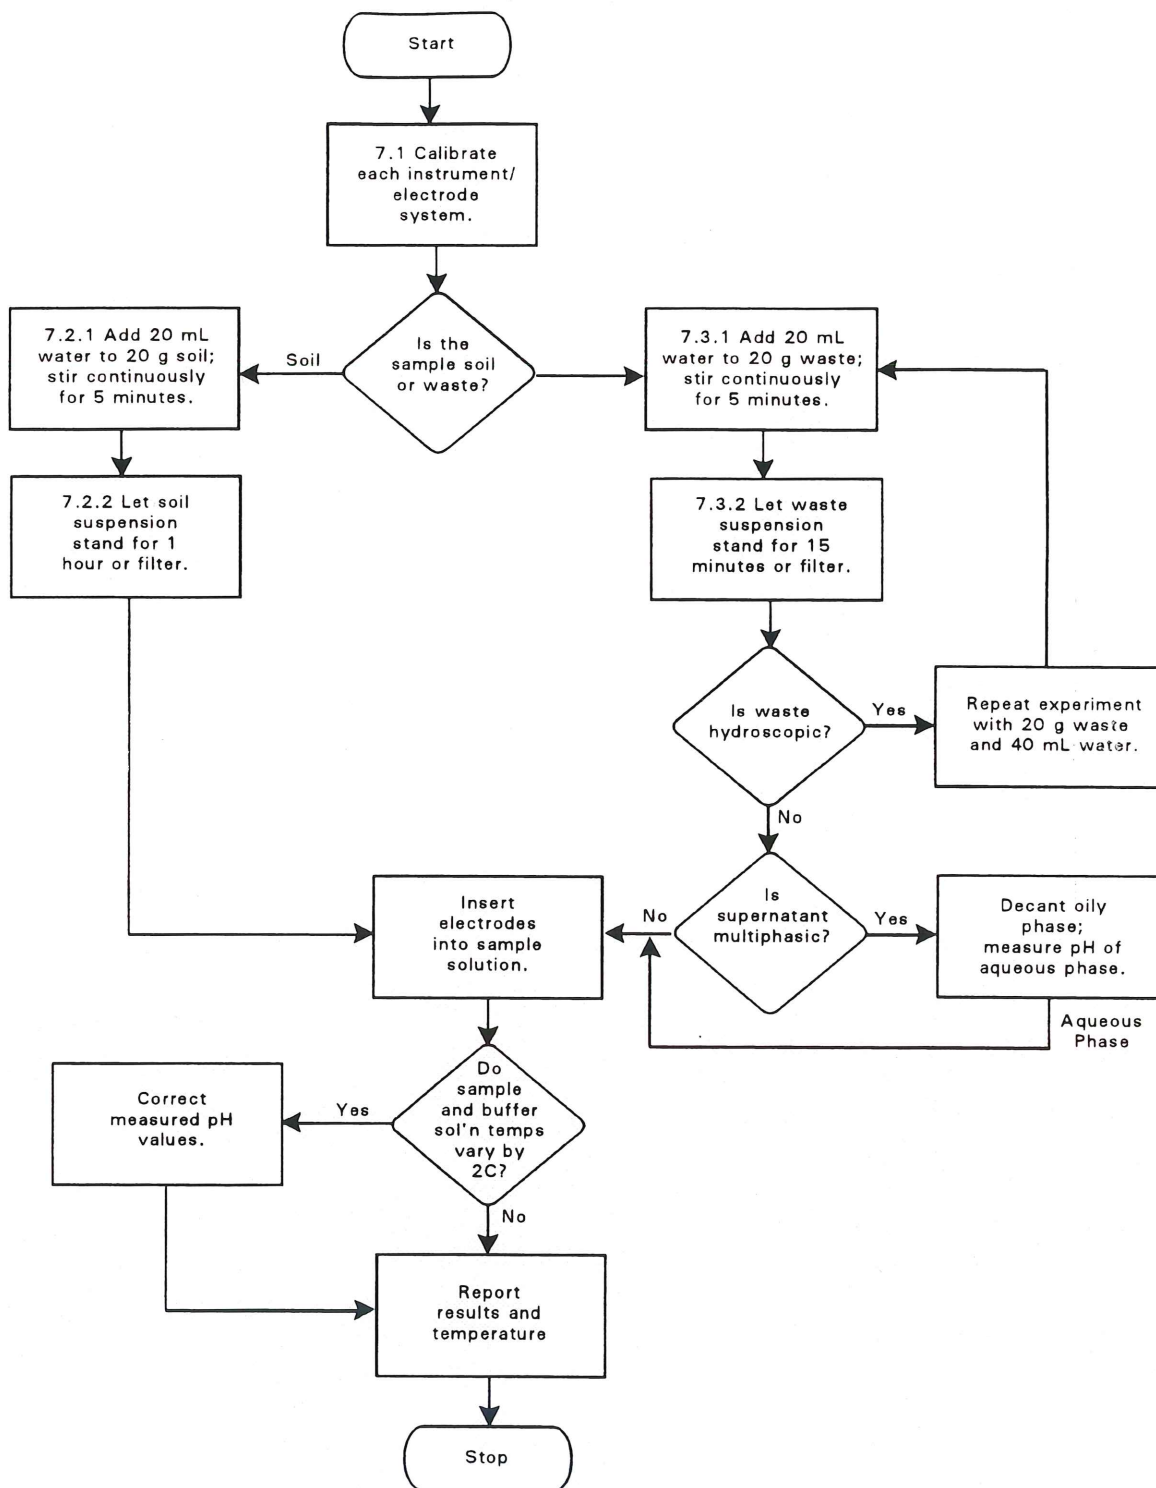 Start
7.1 Calibrate
each instrument/
electrode
system.
Is the
sample soil
or waste?
Soil
7.2.1 Add 20 mL
water to 20 g soil;
stir continuously
for 5 minutes.
7.2.2 Let soil
suspension
stand for 1
hour or filter.
7.3.1 Add 20 mL
water to 20 g waste;
stir continuously
for 5 minutes.
7.3.2 Let waste
suspension
stand for 15
minutes or filter.
Is waste
hydroscopic?
Yes
Repeat experiment
with 20 g waste
and 40 mL water.
No
Is
supernatant
multiphasic?
Yes
Decant oily
phase;
measure pH of
aqueous phase.
Aqueous
Phase
No
Insert
electrodes
into sample
solution.
Do
sample
and buffer
sol'n temps
vary by
2C?
Yes
Correct
measured pH
values.
No
Report
results and
temperature
Stop